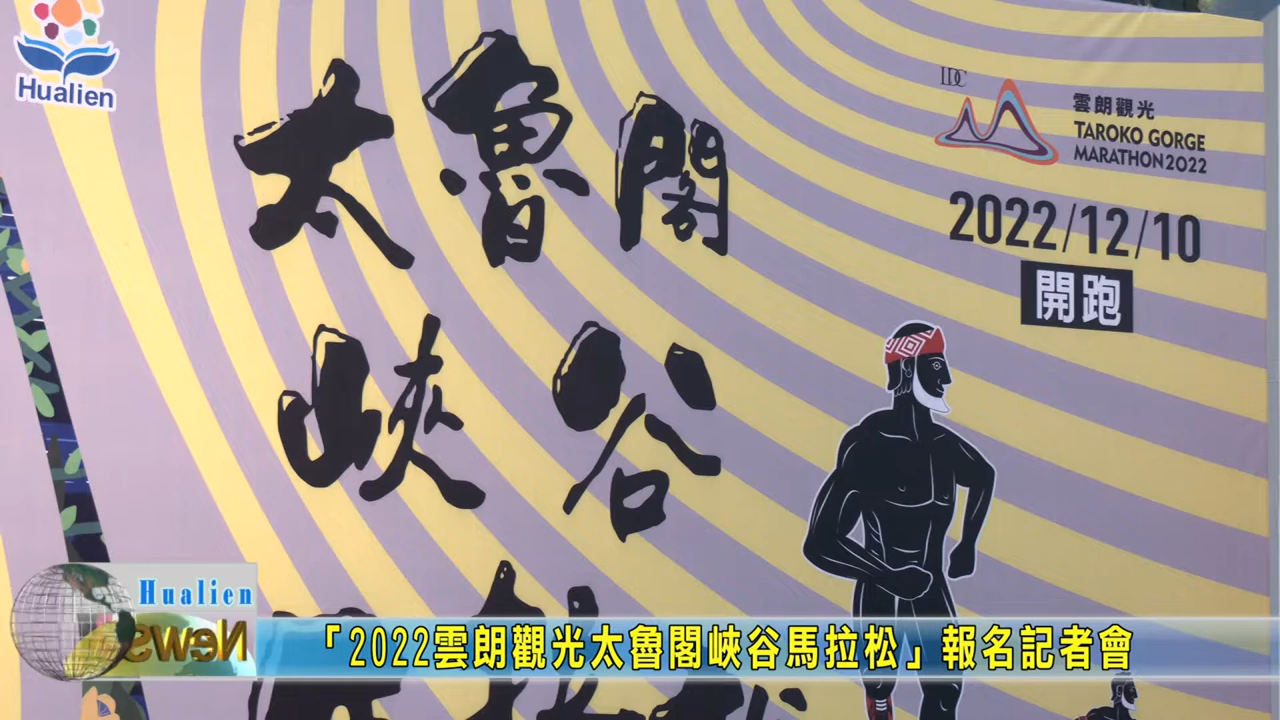 Hualien
太魯閣
峽谷
IDC
雲朗觀光
TAROKO GORGE
MARATHON2022
2022/12/10
開跑
Hualien
News
「2022雲朗觀光太魯閣峽谷馬拉松」報名記者會